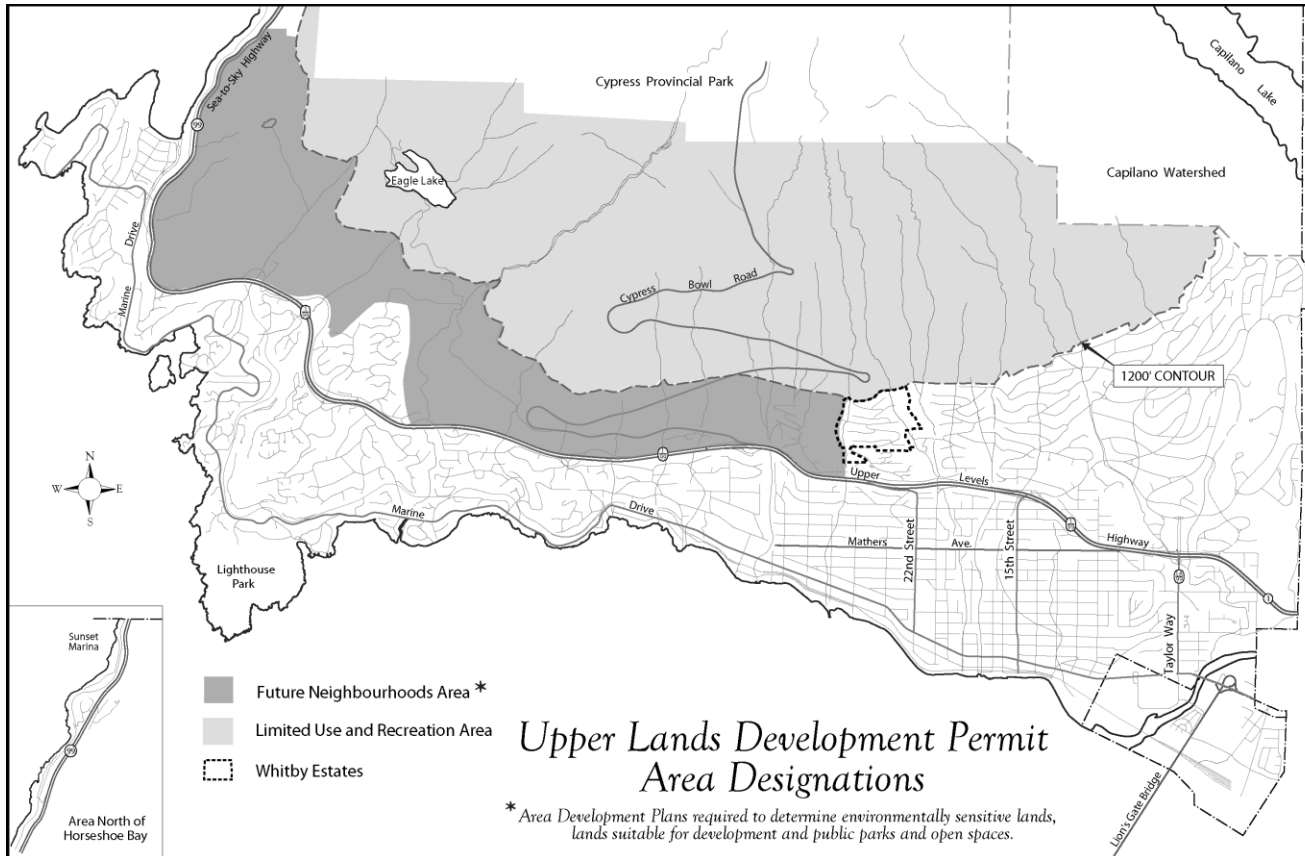 Sea-to-Sky Highway
99
Cypress Provincial Park
Capilano
Lake
Capilano Watershed
Eagle Lake
Marine Drive
Cypress Bowl Road
1200' CONTOUR
N
W E
S
Upper Levels Highway
Marine Drive
Mathers Ave.
22nd Street
15th Street
Taylor Way
1
Lighthouse
Park
Lion's Gate Bridge
Sunset
Marina
99
Area North of
Horseshoe Bay
Future Neighbourhoods Area *
Limited Use and Recreation Area
Whitby Estates
Upper Lands Development Permit
Area Designations
* Area Development Plans required to determine environmentally sensitive lands,
lands suitable for development and public parks and open spaces.